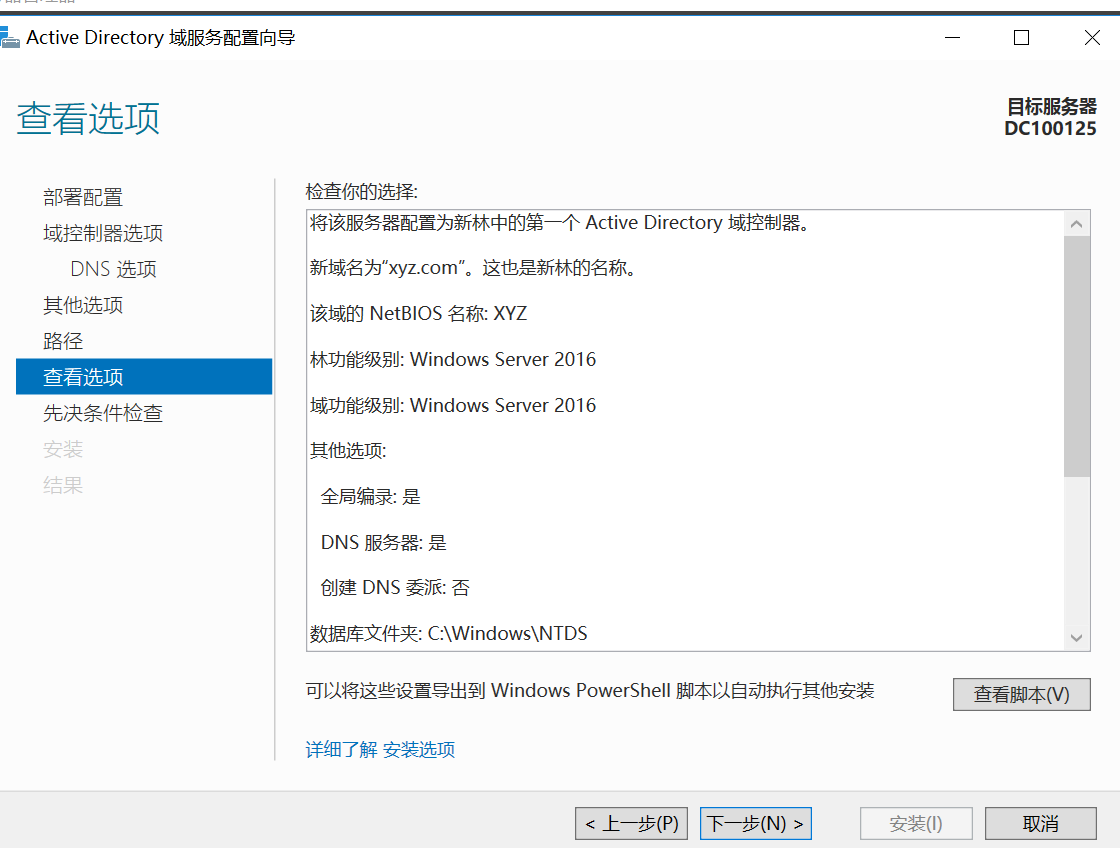 Active Directory 域服务配置向导
查看选项
目标服务器
DC100125
部署配置
域控制器选项
DNS 选项
其他选项
路径
查看选项
先决条件检查
安装
结果
检查你的选择:
将该服务器配置为新林中的第一个 Active Directory 域控制器。
新域名为“xyz.com”。这也是新林的名称。
该域的 NetBIOS 名称: XYZ
林功能级别: Windows Server 2016
域功能级别: Windows Server 2016
其他选项:
全局编录: 是
DNS 服务器: 是
创建 DNS 委派: 否
数据库文件夹: C:\Windows\NTDS
可以将这些设置导出到 Windows PowerShell 脚本以自动执行其他安装
查看脚本(V)
详细了解 安装选项
< 上一步(P)
下一步(N) >
安装(I)
取消